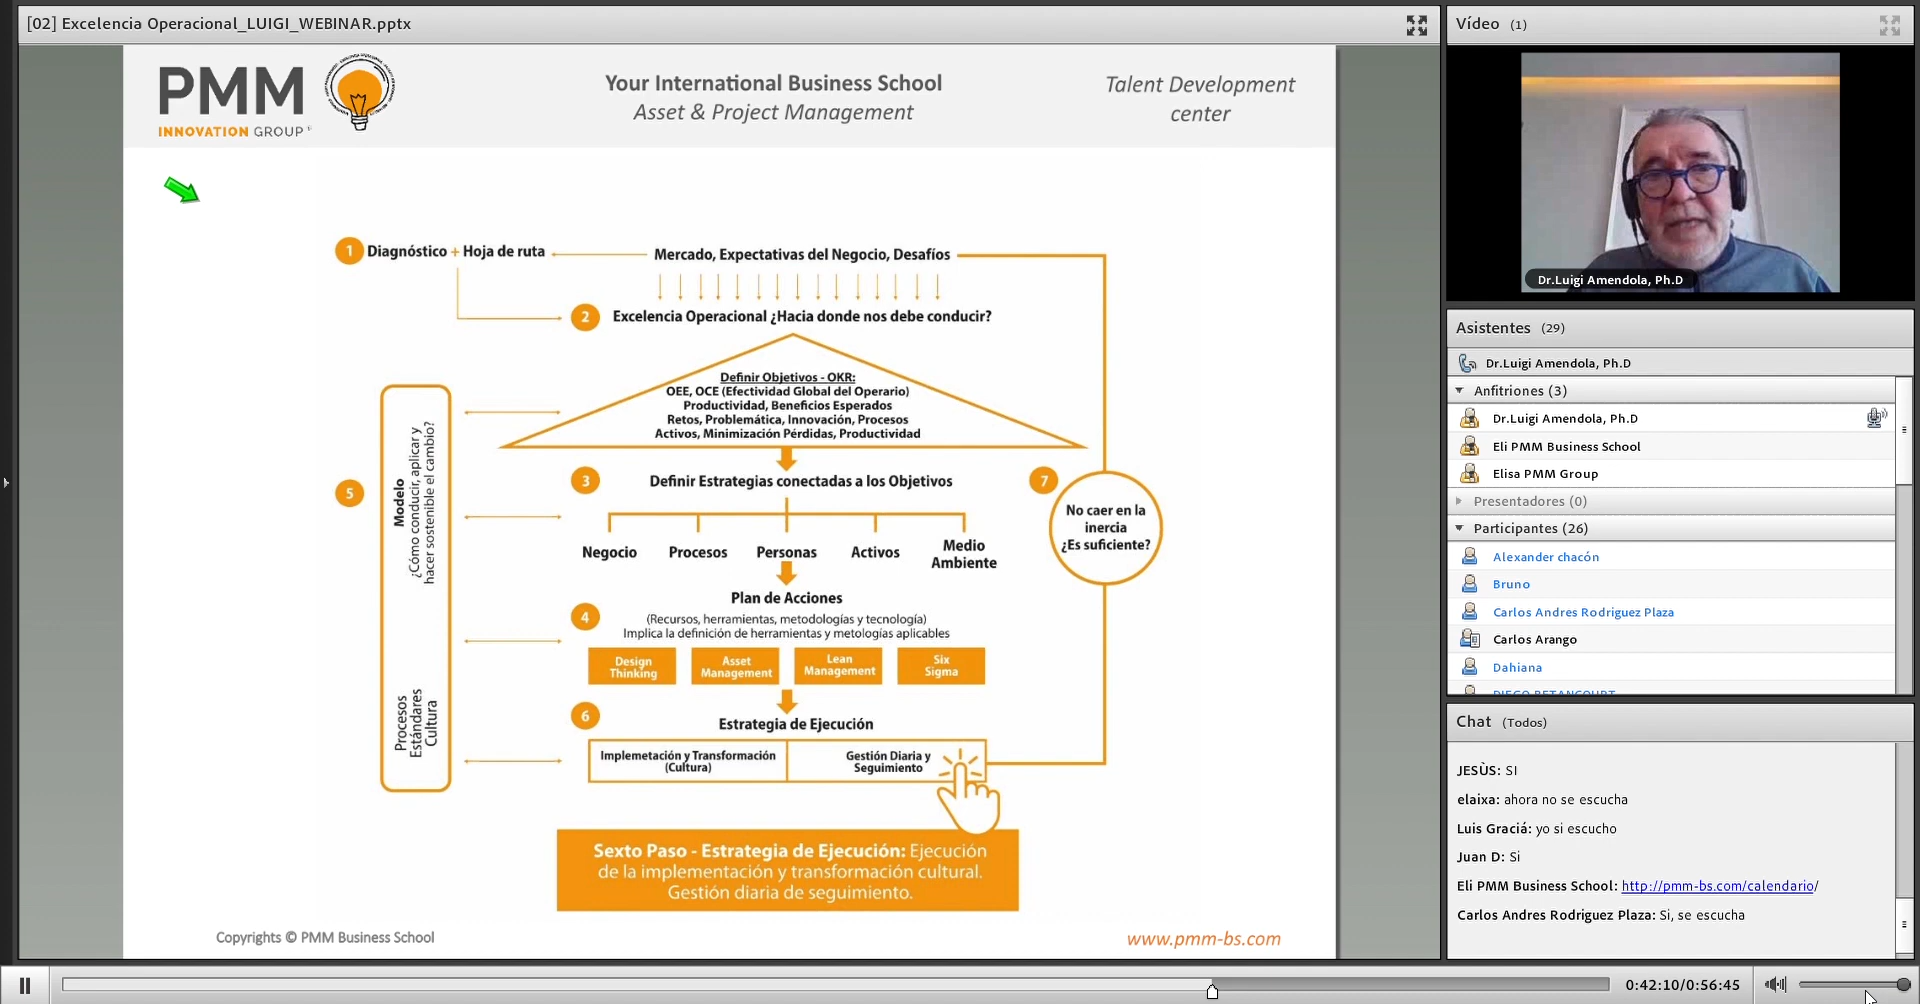 [02] Excelencia Operacional_LUIGI_WEBINAR.pptx
PMM
INNOVATION GROUP
Your International Business School
Asset & Project Management
Talent Development
center
1
Diagnóstico + Hoja de ruta
Mercado, Expectativas del Negocio, Desafíos
2
Excelencia Operacional ¿Hacia donde nos debe conducir?
Definir Objetivos - OKR:
OEE, OCE (Efectividad Global del Operario)
Productividad, Beneficios Esperados
Retos, Problemática, Innovación, Procesos
Activos, Minimización Pérdidas, Productividad
3
Definir Estrategias conectadas a los Objetivos
Negocio
Procesos
Personas
Activos
Medio
Ambiente
4
Plan de Acciones
(Recursos, herramientas, metodologías y tecnología)
Implica la definición de herramientas y metologías aplicables
Design
Thinking
Asset
Management
Lean
Management
Six
Sigma
5
Modelo
¿Cómo conducir, aplicar y
hacer sostenible el cambio?
Procesos
Estándares
Cultura
6
Estrategia de Ejecución
Implemetación y Transformación
(Cultura)
Gestión Diaria y
Seguimiento
7
No caer en la
inercia
¿Es suficiente?
Sexto Paso - Estrategia de Ejecución: Ejecución
de la implementación y transformación cultural.
Gestión diaria de seguimiento.
Copyrights © PMM Business School
www.pmm-bs.com
0:42:10/0:56:45
Vídeo (1)
Dr.Luigi Amendola, Ph.D
Asistentes (29)
Dr.Luigi Amendola, Ph.D
Anfitriones (3)
Dr.Luigi Amendola, Ph.D
Eli PMM Business School
Elisa PMM Group
Presentadores (0)
Participantes (26)
Alexander chacón
Bruno
Carlos Andres Rodriguez Plaza
Carlos Arango
Dahiana
DIEGO BETANCOURT
Chat (Todos)
JESÙS: SI
elaixa: ahora no se escucha
Luis Graciá: yo si escucho
Juan D: Si
Eli PMM Business School: http://pmm-bs.com/calendario/
Carlos Andres Rodriguez Plaza: Si, se escucha